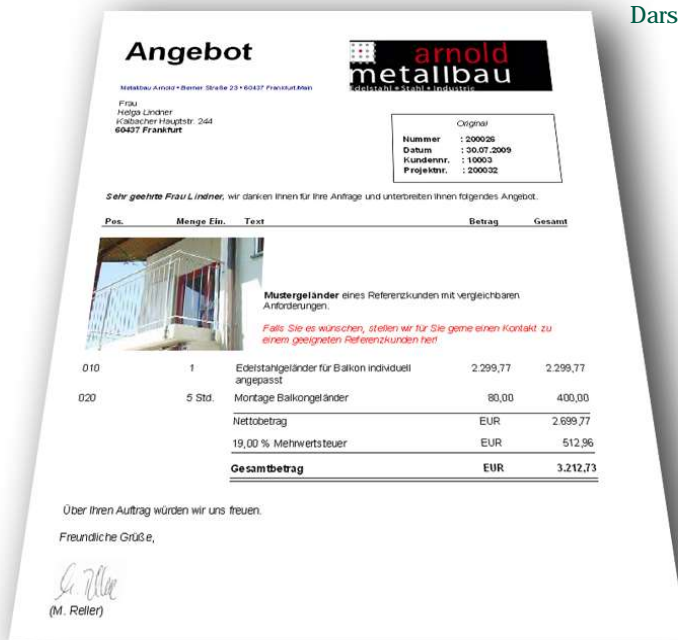 Dars
Angebot
arnold
metallbau
Edelstahl • Stahl • Industrie
Metallbau Arnold • Berner Straße 23 • 60437 Frankfurt/Main
Frau
Helga Lindner
Kalbacher Hauptstr. 244
60437 Frankfurt
Original
Nummer : 200026
Datum : 30.07.2009
Kundennr. : 10003
Projektnr. : 200032
Sehr geehrte Frau Lindner, wir danken Ihnen für Ihre Anfrage und unterbreiten Ihnen folgendes Angebot.
Pos. Menge Ein. Text Betrag Gesamt
Mustergeländer eines Referenzkunden mit vergleichbaren
Anforderungen.
Falls Sie es wünschen, stellen wir für Sie gerne einen Kontakt zu
einem geeigneten Referenzkunden her!
010 1 Edelstahlgeländer für Balkon individuell 2.299,77 2.299,77
angepasst
020 5 Std. Montage Balkongeländer 80,00 400,00
Nettobetrag EUR 2.699,77
19,00 % Mehrwertsteuer EUR 512,96
Gesamtbetrag EUR 3.212,73
Über Ihren Auftrag würden wir uns freuen.
Freundliche Grüße,
(M. Reller)